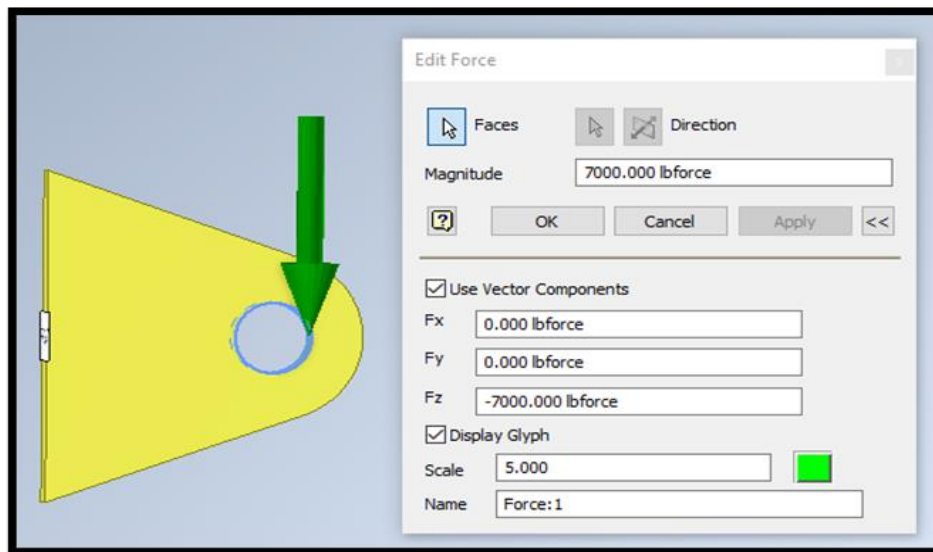 Edit Force
Faces
Direction
Magnitude
7000.000 lbforce
OK
Cancel
Apply
<<
Use Vector Components
Fx
0.000 lbforce
Fy
0.000 lbforce
Fz
-7000.000 lbforce
Display Glyph
Scale
5.000
Name
Force:1